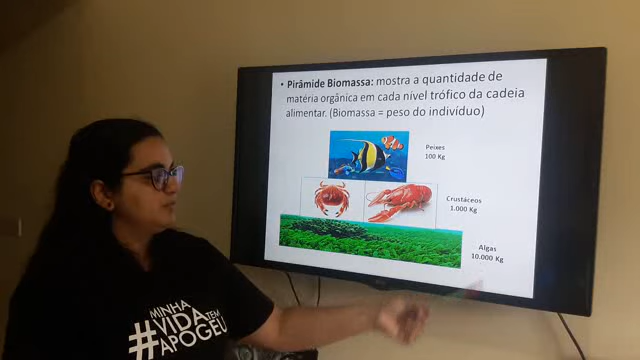 • Pirâmide Biomassa: mostra a quantidade de
matéria orgânica em cada nível trófico da cadeia
alimentar. (Biomassa = peso do indivíduo)
Peixes
100 Kg
Crustáceos
1.000 Kg
Algas
10.000 Kg
MINHA
#VIDA TEM
APOGEU